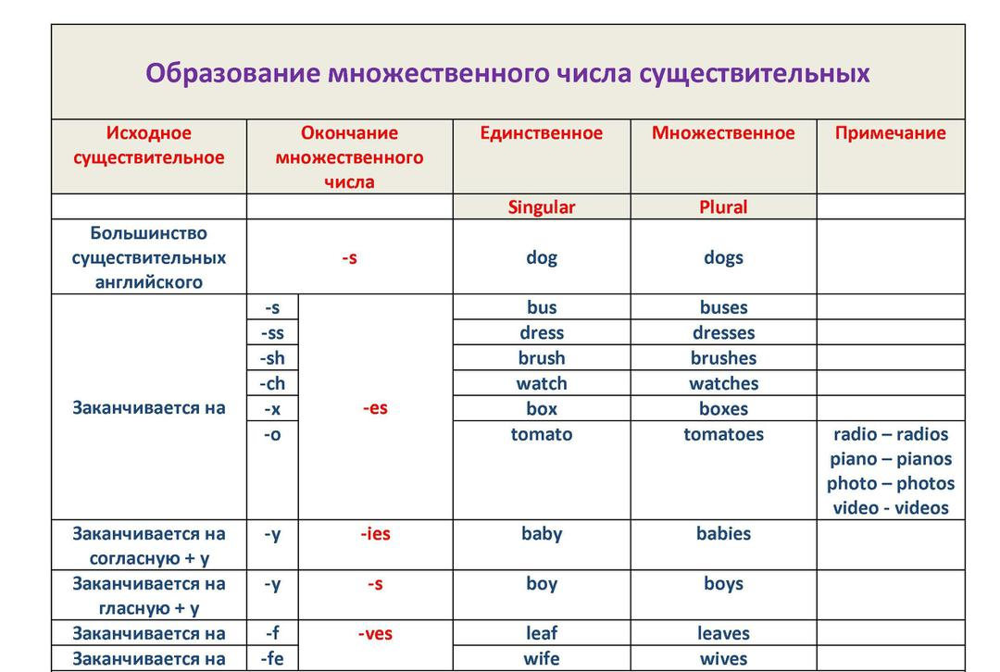 Образование множественного числа существительных
Исходное существительное Окончание множественного числа Единственное Множественное Примечание
Singular Plural
Большинство существительных английского -s dog dogs
Заканчивается на -es
-s bus buses
-ss dress dresses
-sh brush brushes
-ch watch watches
-x box boxes
-o tomato tomatoes radio – radios
piano – pianos
photo – photos
video - videos
Заканчивается на согласную + y -y -ies baby babies
Заканчивается на гласную + y -y -s boy boys
Заканчивается на -f -ves leaf leaves
Заканчивается на -fe wife wives